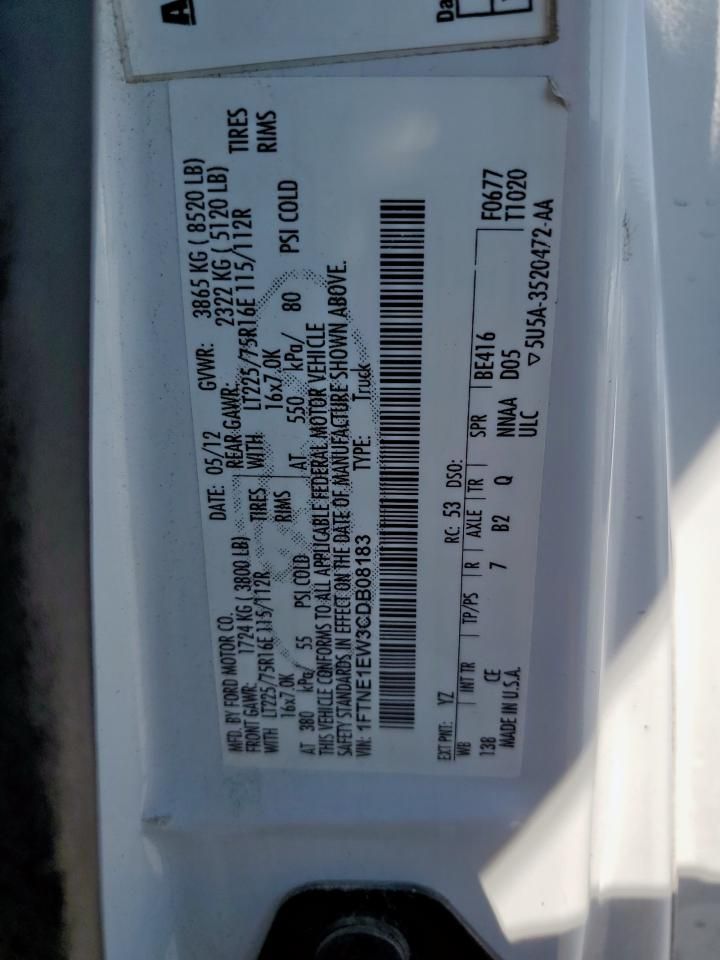 A
Da
MFD. BY FORD MOTOR CO. DATE: 05/12 GVWR: 3865 KG ( 8520 LB)
FRONT GAWR: 1724 KG ( 3800 LB) REAR GAWR: 2322 KG ( 5120 LB)
WITH LT225/75R16E 115/112R TIRES WITH LT225/75R16E 115/112R TIRES
16x7.0K RIMS 16x7.0K RIMS
AT 380 kPa/ 55 PSI COLD AT 550 kPa/ 80 PSI COLD
THIS VEHICLE CONFORMS TO ALL APPLICABLE FEDERAL MOTOR VEHICLE
SAFETY STANDARDS IN EFFECT ON THE DATE OF MANUFACTURE SHOWN ABOVE.
VIN: 1FTNE1EW3CDB08183 TYPE: Truck
EXT PNT: YZ RC: 53 DSO: F0677
WB INT TR TP/PS R AXLE TR SPR BE416 T1020
138 CE 7 B2 Q NNAA D05
MADE IN U.S.A. ULC ▽5U5A-3520472-AA